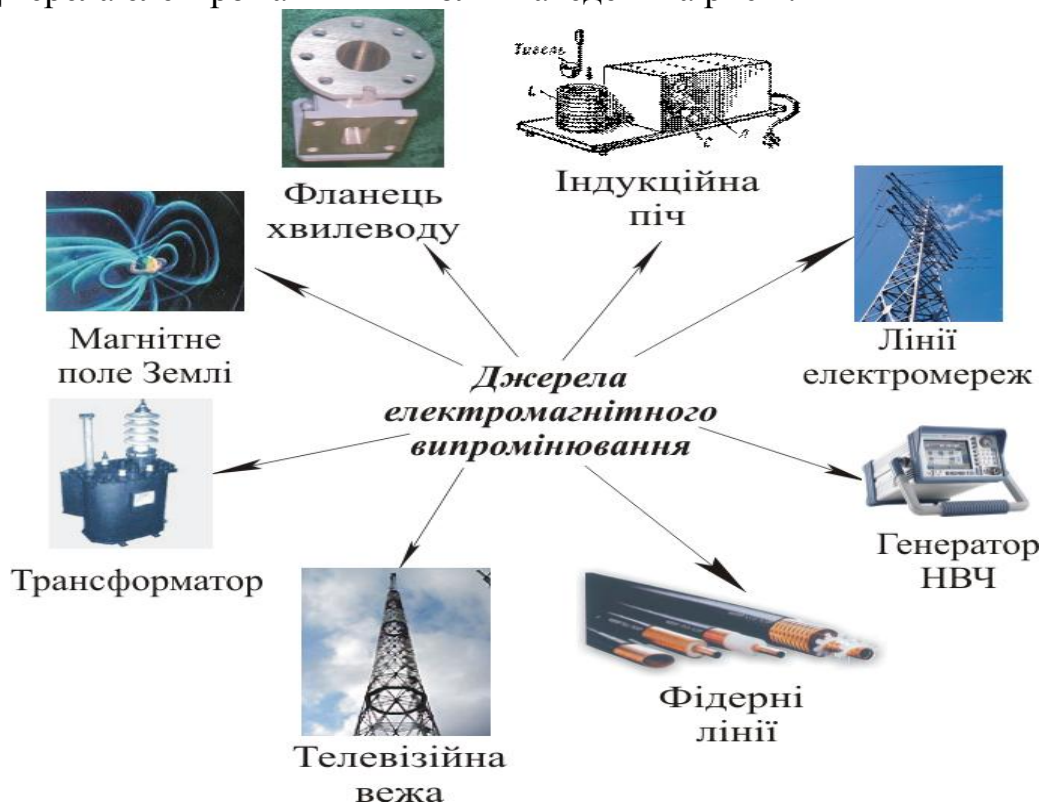 Тигель
L
л
C
Фланець
хвилеводу
Індукційна
піч
Магнітне
поле Землі
Лінії
електромереж
Джерела
електромагнітного
випромінювання
Трансформатор
Генератор
НВЧ
Телевізійна
вежа
Фідерні
лінії